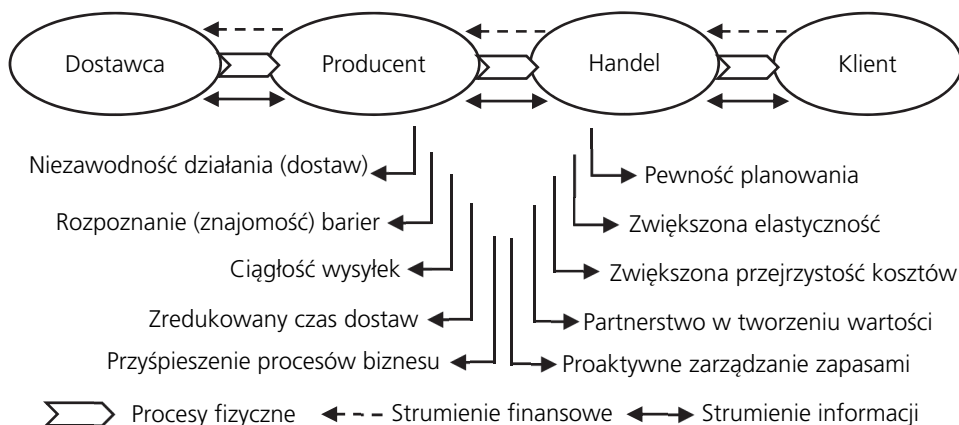 Dostawca
Producent
Handel
Klient
Niezawodność działania (dostaw)
Pewność planowania
Rozpoznanie (znajomość) barier
Zwiększona elastyczność
Ciągłość wysyłek
Zwiększona przejrzystość kosztów
Zredukowany czas dostaw
Partnerstwo w tworzeniu wartości
Przyśpieszenie procesów biznesu
Proaktywne zarządzanie zapasami
Procesy fizyczne
Strumienie finansowe
Strumienie informacji